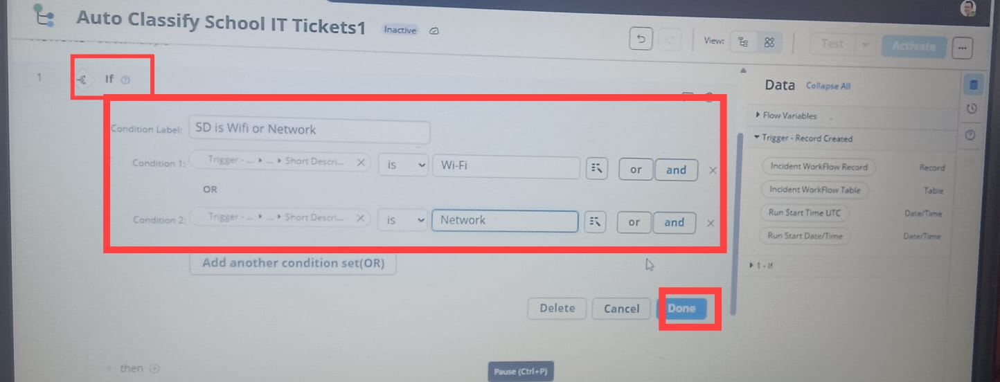 Auto Classify School IT Tickets1 Inactive
View: Test Activate
1 If
Data Collapse All
Flow Variables
Condition Label: SD is Wifi or Network
Trigger - Record Created
Condition 1: Trigger - ... ... Short Descri... is Wi-Fi or and
Incident WorkFlow Record Record
OR
Incident WorkFlow Table Table
Condition 2: Trigger - ... ... Short Descri... is Network or and
Run Start Time UTC Date/Time
Run Start Date/Time Date/Time
Add another condition set(OR)
1 - If
Delete Cancel Done
then
Pause (Ctrl+P)